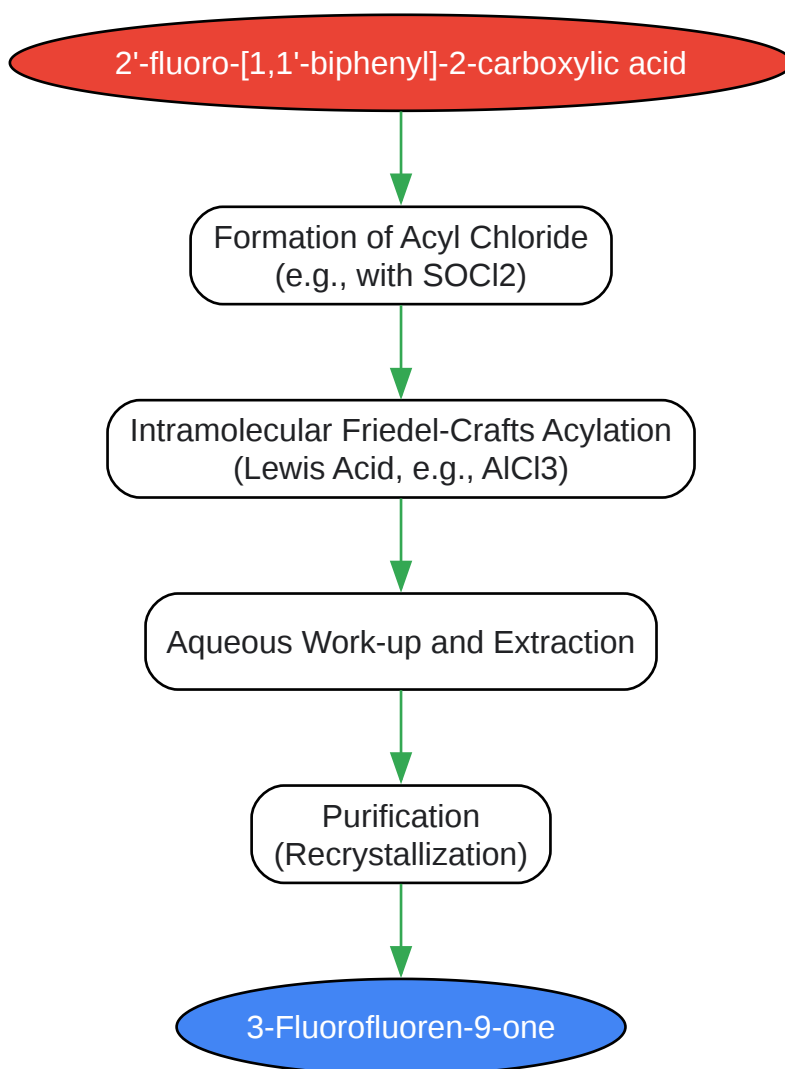 2'-fluoro-[1,1'-biphenyl]-2-carboxylic acid
Formation of Acyl Chloride
(e.g., with SOCl2)
Intramolecular Friedel-Crafts Acylation
(Lewis Acid, e.g., AlCl3)
Aqueous Work-up and Extraction
Purification
(Recrystallization)
3-Fluorofluoren-9-one